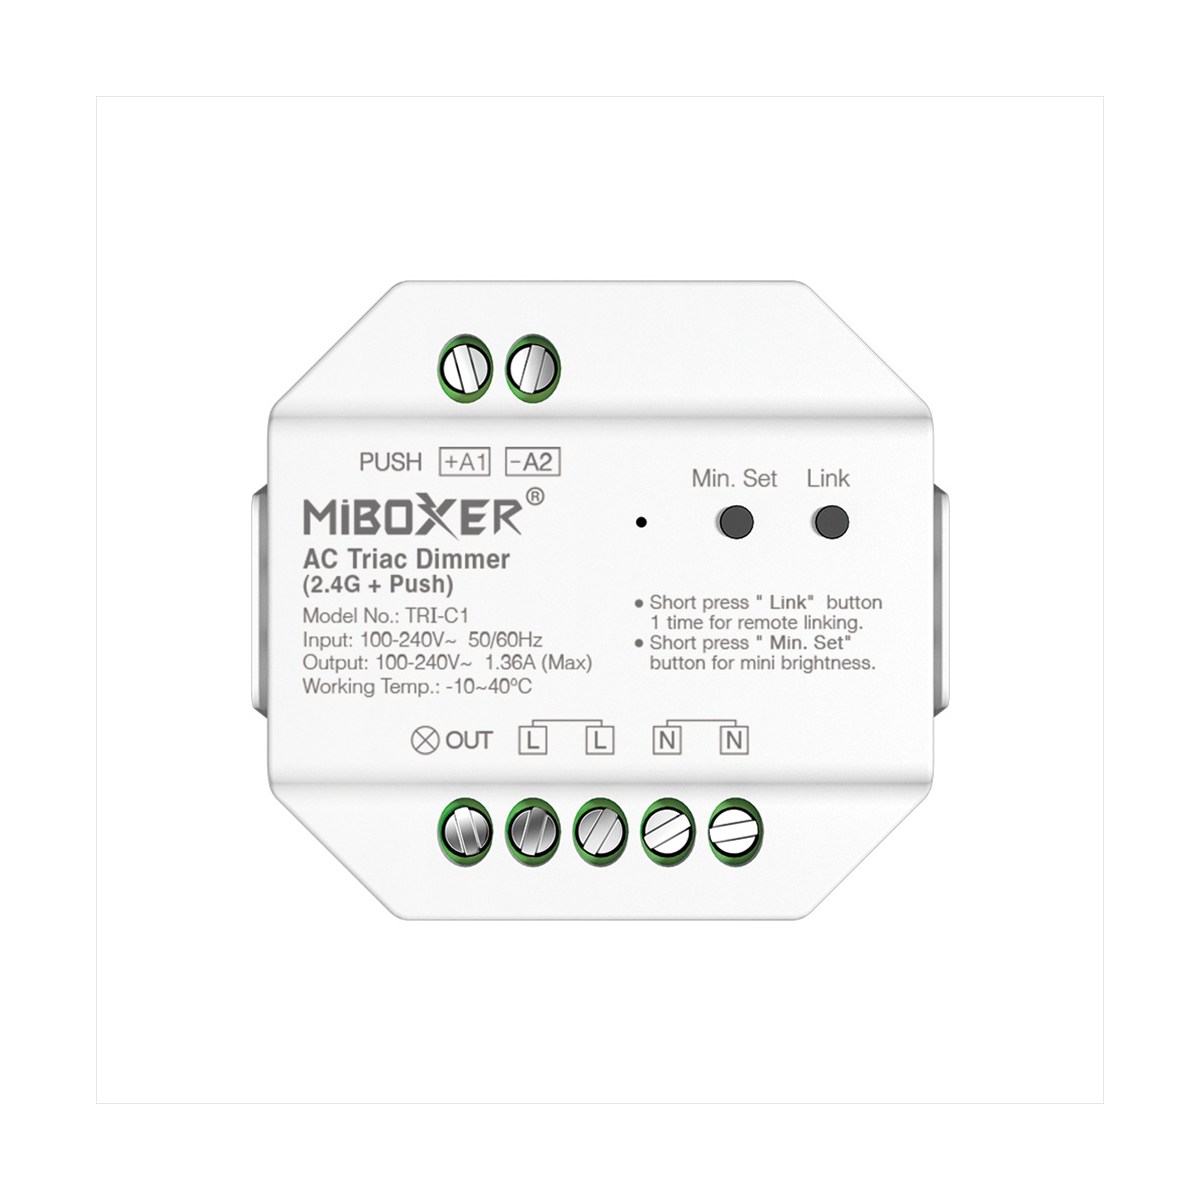 PUSH +A1 -A2
Min. Set Link
MiBOXER®
AC Triac Dimmer
(2.4G + Push)
Model No.: TRI-C1
Input: 100-240V~ 50/60Hz
Output: 100-240V~ 1.36A (Max)
Working Temp.: -10~40ºC
● Short press " Link" button
1 time for remote linking.
● Short press " Min. Set"
button for mini brightness.
OUT L L N N